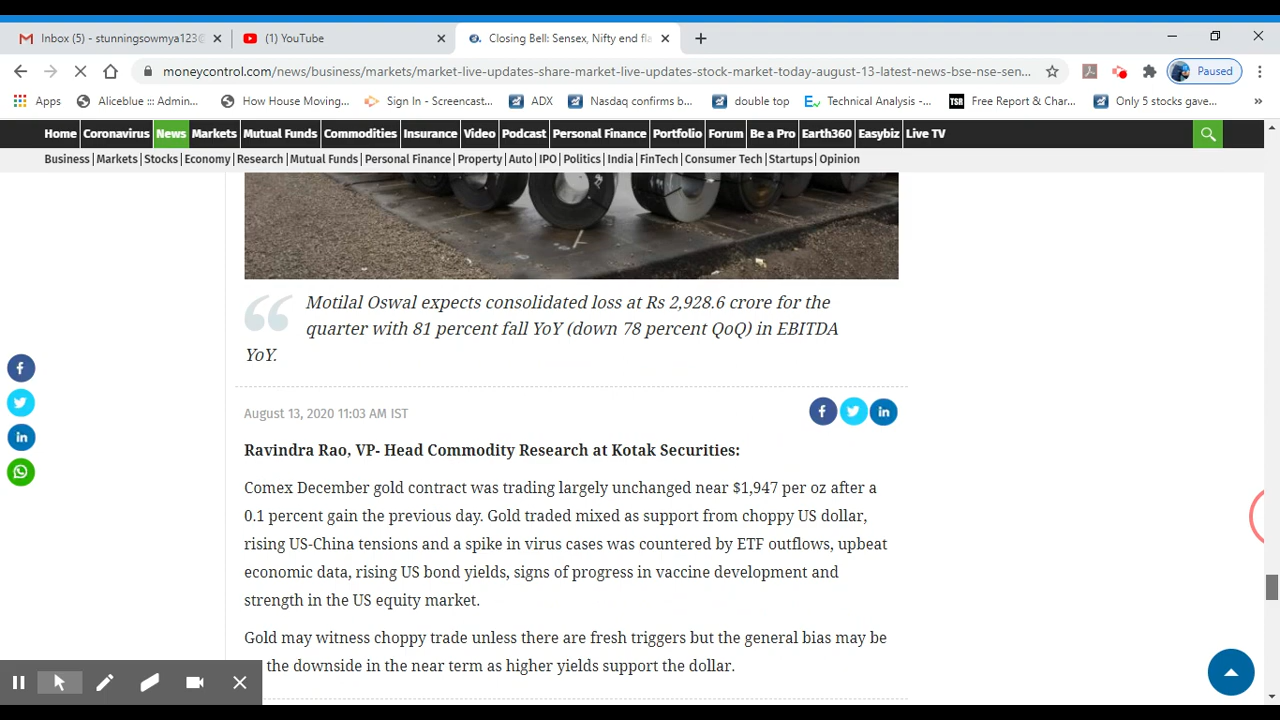 Inbox (5) - stunningsowmya123@
(1) YouTube
Closing Bell: Sensex, Nifty end fla
moneycontrol.com/news/business/markets/market-live-updates-share-market-live-updates-stock-market-today-august-13-latest-news-bse-nse-sen...
Paused
Apps
Aliceblue ::: Admin...
How House Moving...
Sign In - Screencast...
ADX
Nasdaq confirms b...
double top
Technical Analysis -...
TSR
Free Report & Char...
Only 5 stocks gave...
»
Home Coronavirus News Markets Mutual Funds Commodities Insurance Video Podcast Personal Finance Portfolio Forum Be a Pro Earth360 Easybiz Live TV
Business | Markets | Stocks | Economy | Research | Mutual Funds | Personal Finance | Property | Auto | IPO | Politics | India | FinTech | Consumer Tech | Startups | Opinion
Motilal Oswal expects consolidated loss at Rs 2,928.6 crore for the
quarter with 81 percent fall YoY (down 78 percent QoQ) in EBITDA
YoY.
August 13, 2020 11:03 AM IST
Ravindra Rao, VP- Head Commodity Research at Kotak Securities:
Comex December gold contract was trading largely unchanged near $1,947 per oz after a
0.1 percent gain the previous day. Gold traded mixed as support from choppy US dollar,
rising US-China tensions and a spike in virus cases was countered by ETF outflows, upbeat
economic data, rising US bond yields, signs of progress in vaccine development and
strength in the US equity market.
Gold may witness choppy trade unless there are fresh triggers but the general bias may be
the downside in the near term as higher yields support the dollar.